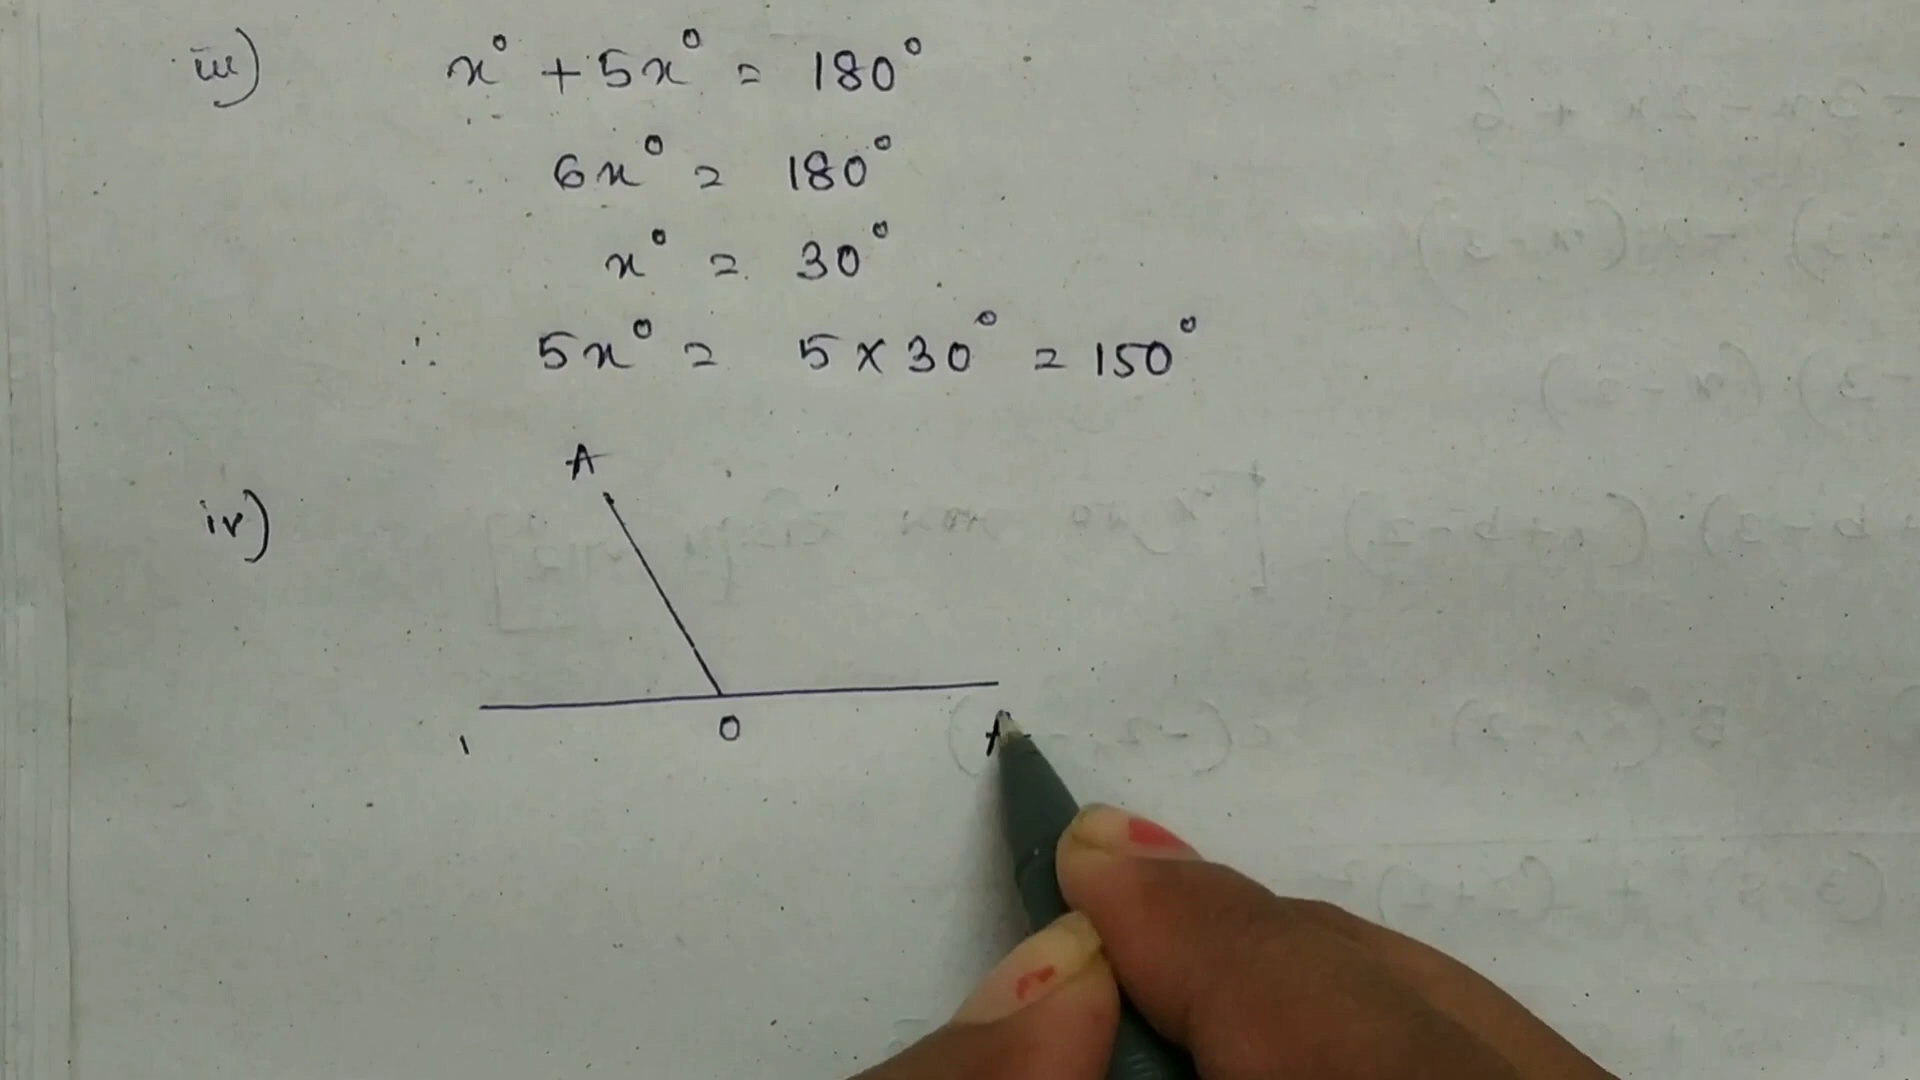 iii) x° + 5x° = 180°
6x° = 180°
x° = 30°
∴ 5x° = 5 × 30° = 150°
A
iv)
O